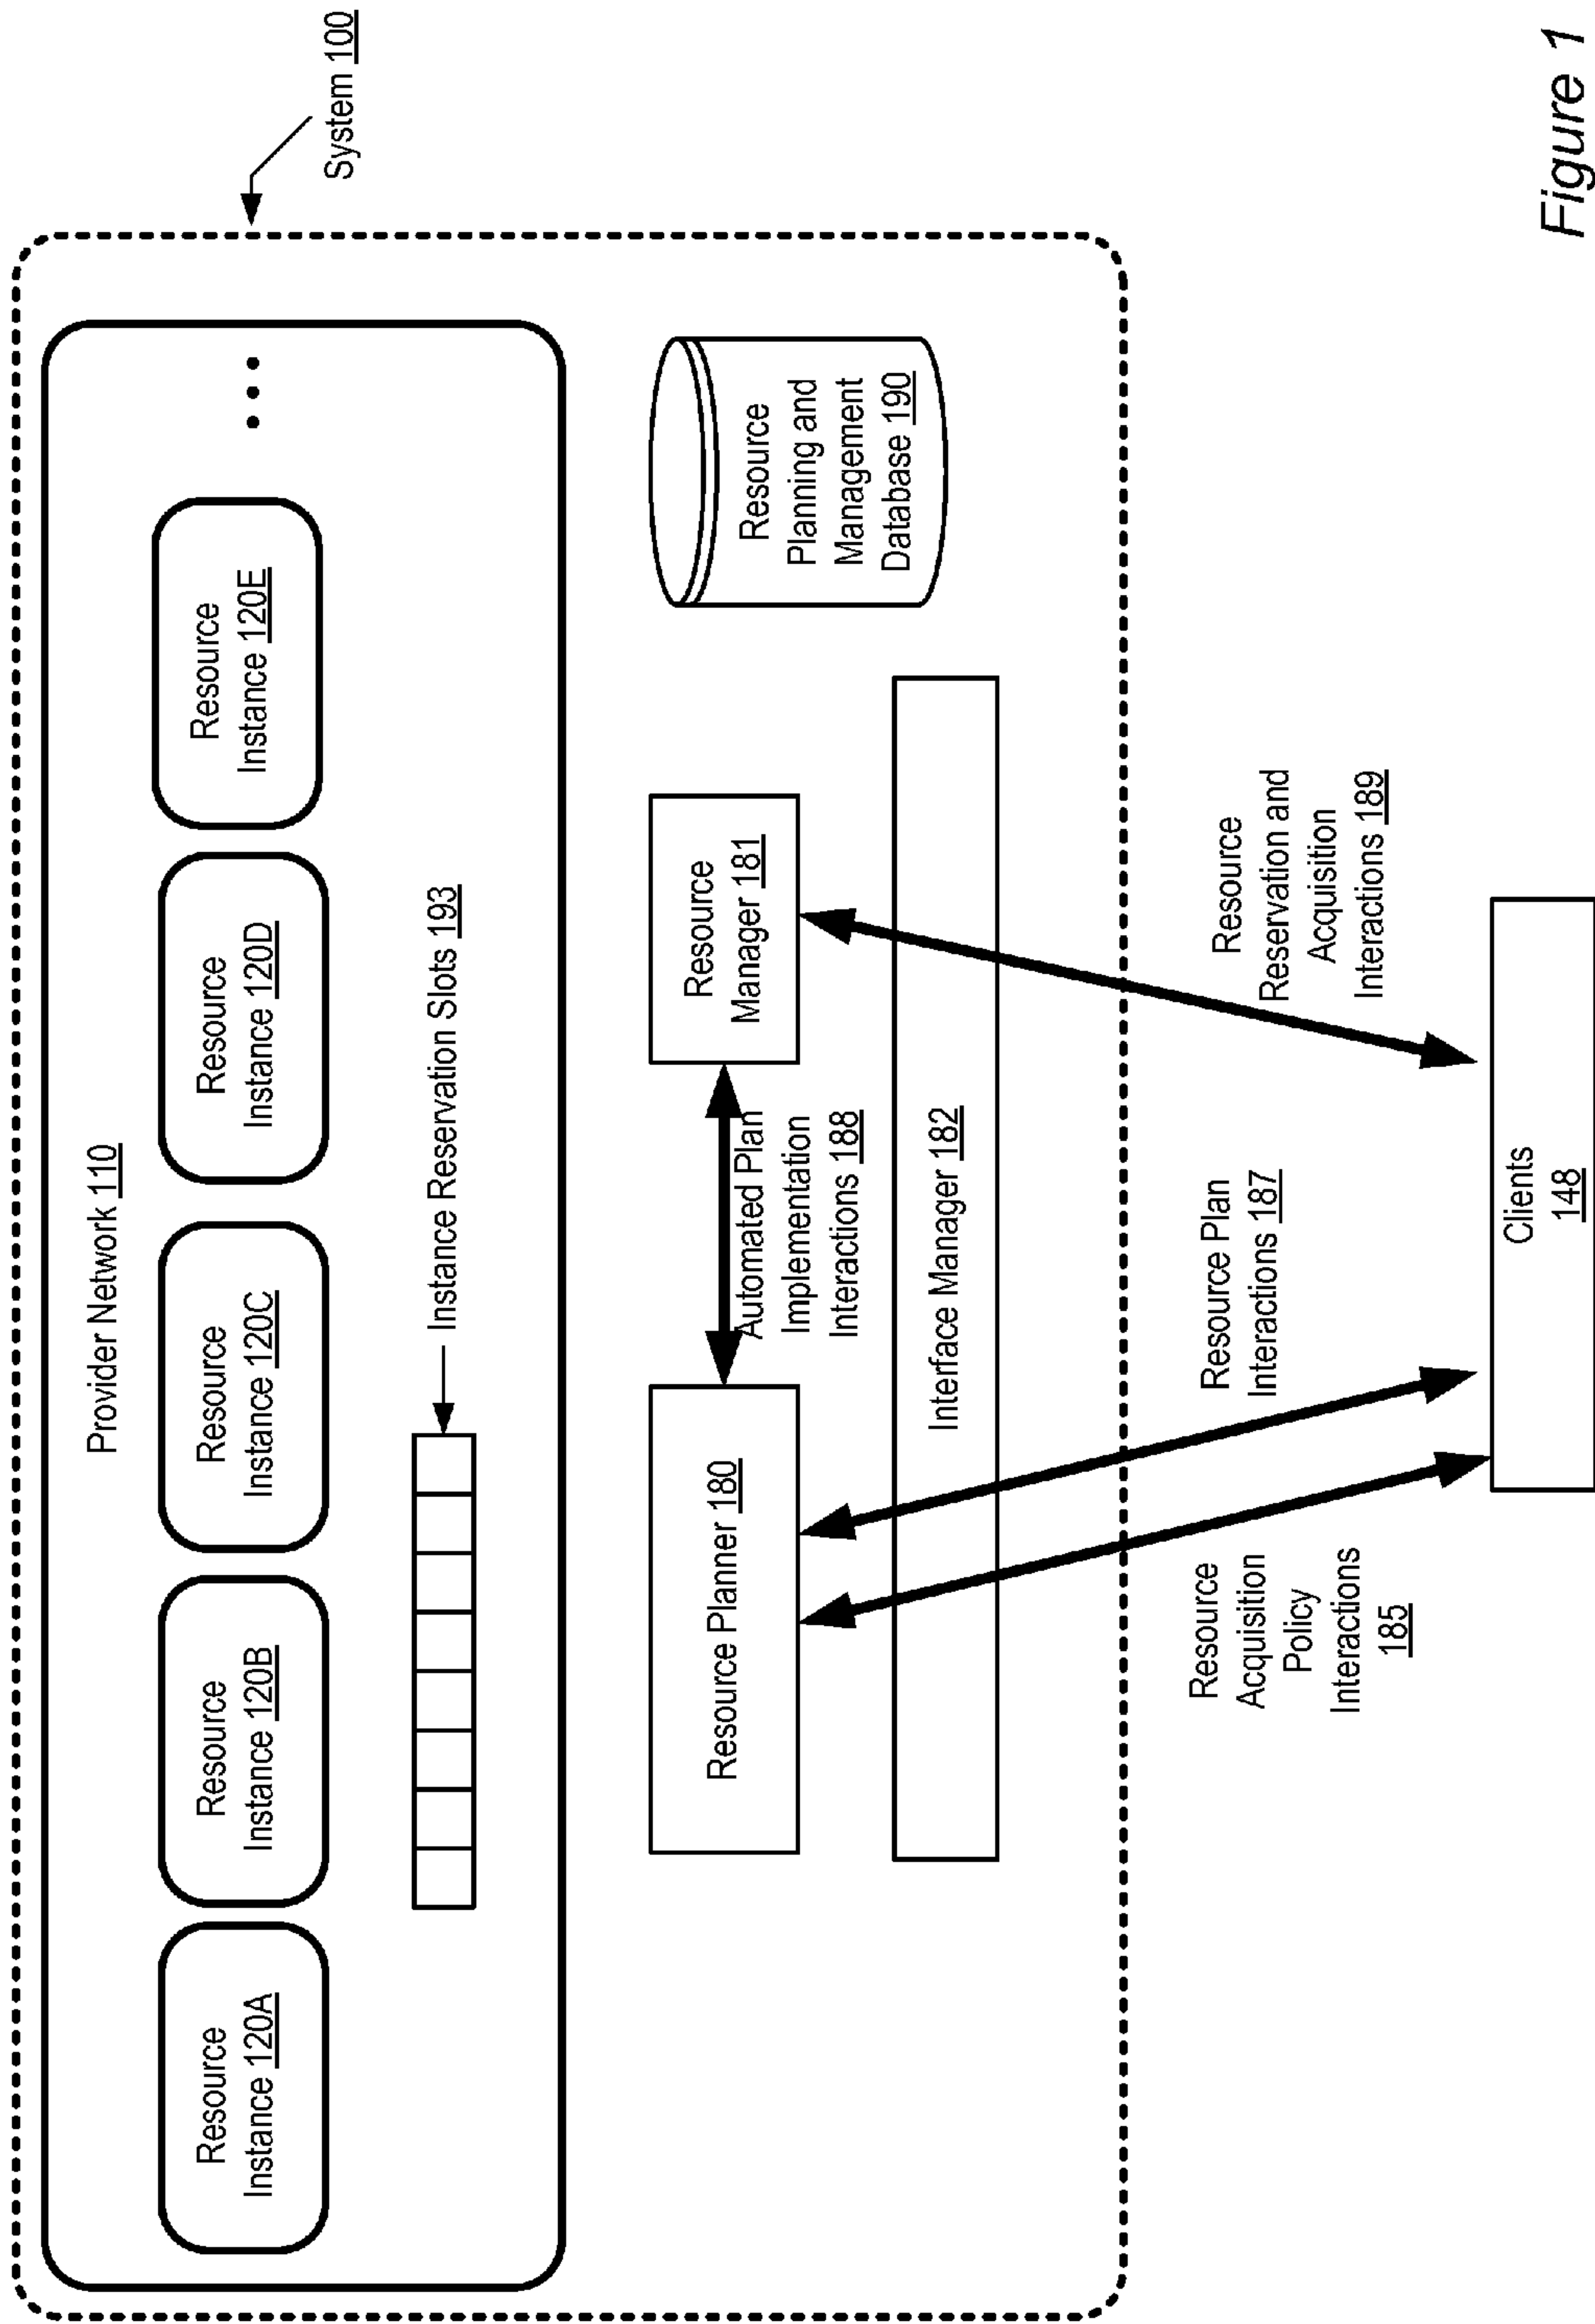 System 100
Provider Network 110
Resource
Instance 120A
Resource
Instance 120B
Resource
Instance 120C
Resource
Instance 120D
Resource
Instance 120E
Instance Reservation Slots 193
Resource Planner 180
Automated Plan
Implementation
Interactions 188
Resource
Manager 181
Resource
Planning and
Management
Database 190
Interface Manager 182
Resource
Acquisition
Policy
Interactions
185
Resource Plan
Interactions 187
Resource
Reservation and
Acquisition
Interactions 189
Clients
148
Figure 1